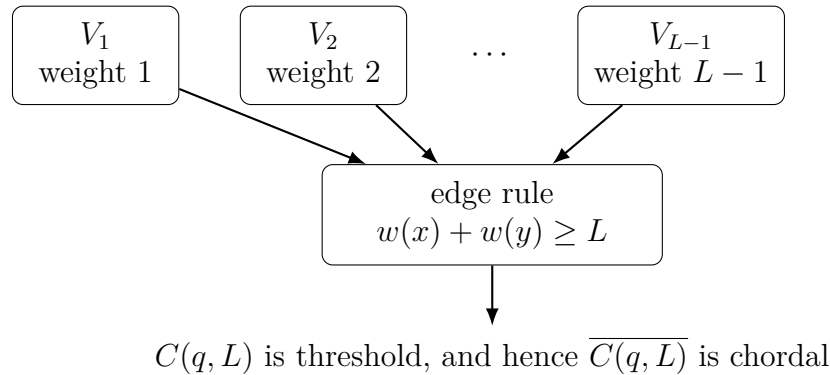 V_1
weight 1
V_2
weight 2
⋯
V_{L−1}
weight L − 1
edge rule
w(x) + w(y) ≥ L
C(q, L) is threshold, and hence \overline{C(q, L)} is chordal